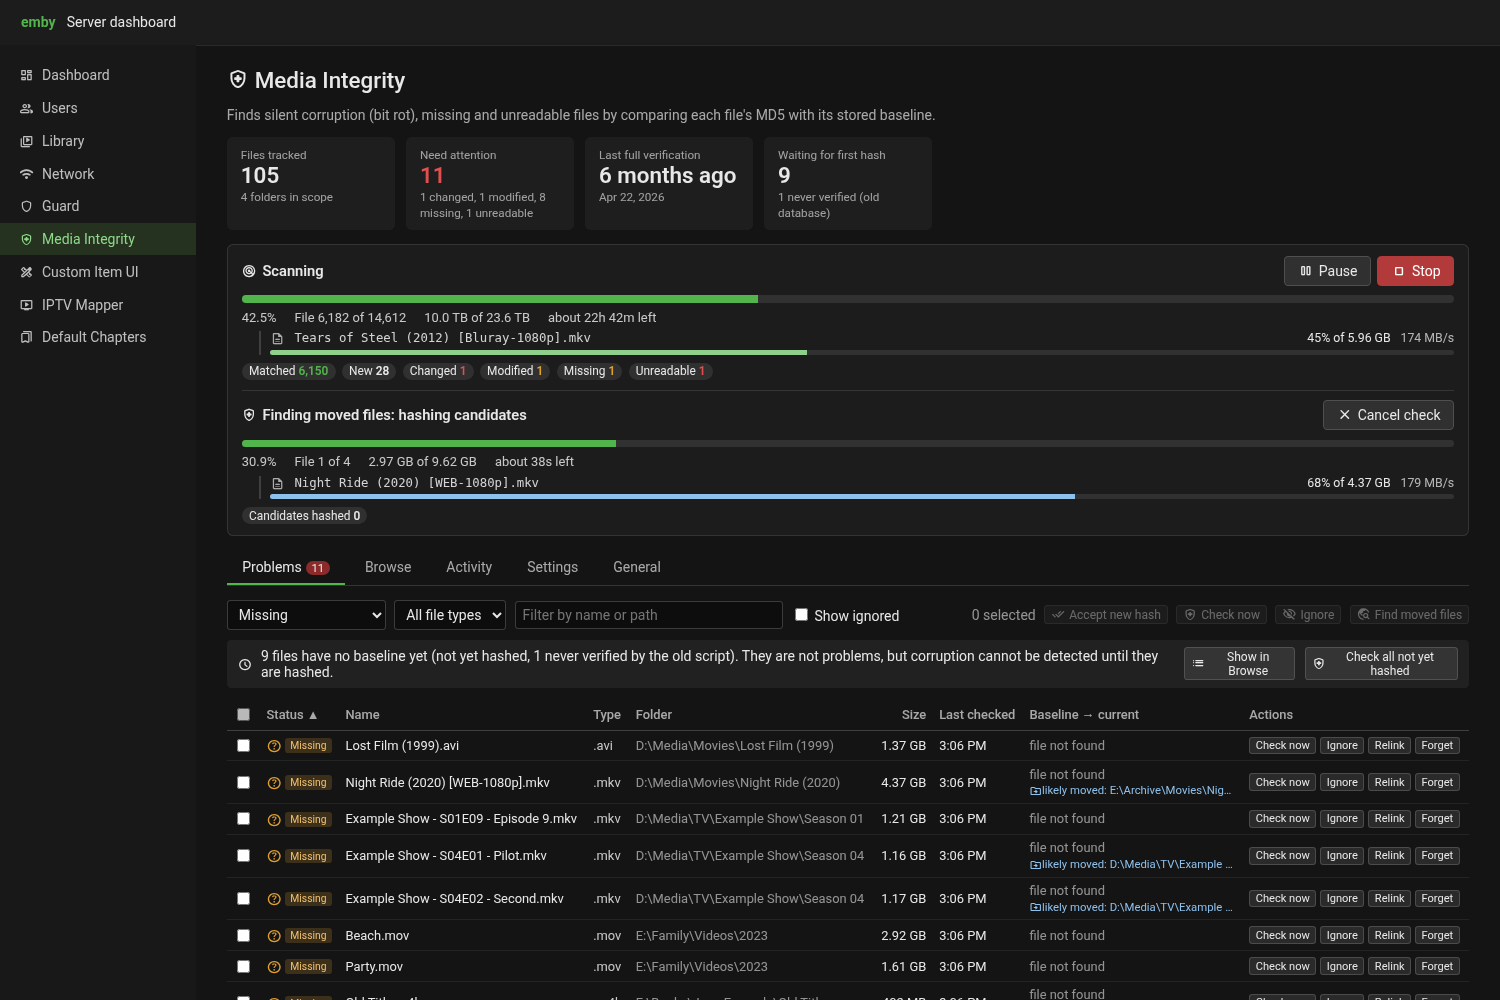 emby Server dashboard
Dashboard
Users
Library
Network
Guard
Media Integrity
Custom Item UI
IPTV Mapper
Default Chapters
Media Integrity
Finds silent corruption (bit rot), missing and unreadable files by comparing each file's MD5 with its stored baseline.
Files tracked
105
4 folders in scope
Need attention
11
1 changed, 1 modified, 8
missing, 1 unreadable
Last full verification
6 months ago
Apr 22, 2026
Waiting for first hash
9
1 never verified (old
database)
Scanning Pause Stop
42.5% File 6,182 of 14,612 10.0 TB of 23.6 TB about 22h 42m left
Tears of Steel (2012) [Bluray-1080p].mkv 45% of 5.96 GB 174 MB/s
Matched 6,150 New 28 Changed 1 Modified 1 Missing 1 Unreadable 1
Finding moved files: hashing candidates Cancel check
30.9% File 1 of 4 2.97 GB of 9.62 GB about 38s left
Night Ride (2020) [WEB-1080p].mkv 68% of 4.37 GB 179 MB/s
Candidates hashed 0
Problems 11 Browse Activity Settings General
Missing All file types Filter by name or path Show ignored 0 selected Accept new hash Check now Ignore Find moved files
9 files have no baseline yet (not yet hashed, 1 never verified by the old script). They are not problems, but corruption cannot be detected until they
are hashed.
Show in
Browse
Check all not yet
hashed
Status ▲ Name Type Folder Size Last checked Baseline → current Actions
Missing Lost Film (1999).avi .avi D:\Media\Movies\Lost Film (1999) 1.37 GB 3:06 PM file not found Check now Ignore Relink Forget
Missing Night Ride (2020) [WEB-1080p].mkv .mkv D:\Media\Movies\Night Ride (2020) 4.37 GB 3:06 PM file not found Check now Ignore Relink Forget
likely moved: E:\Archive\Movies\Nig...
Missing Example Show - S01E09 - Episode 9.mkv .mkv D:\Media\TV\Example Show\Season 01 1.21 GB 3:06 PM file not found Check now Ignore Relink Forget
Missing Example Show - S04E01 - Pilot.mkv .mkv D:\Media\TV\Example Show\Season 04 1.16 GB 3:06 PM file not found Check now Ignore Relink Forget
likely moved: D:\Media\TV\Example ...
Missing Example Show - S04E02 - Second.mkv .mkv D:\Media\TV\Example Show\Season 04 1.17 GB 3:06 PM file not found Check now Ignore Relink Forget
likely moved: D:\Media\TV\Example ...
Missing Beach.mov .mov E:\Family\Videos\2023 2.92 GB 3:06 PM file not found Check now Ignore Relink Forget
Missing Party.mov .mov E:\Family\Videos\2023 1.61 GB 3:06 PM file not found Check now Ignore Relink Forget
file not found